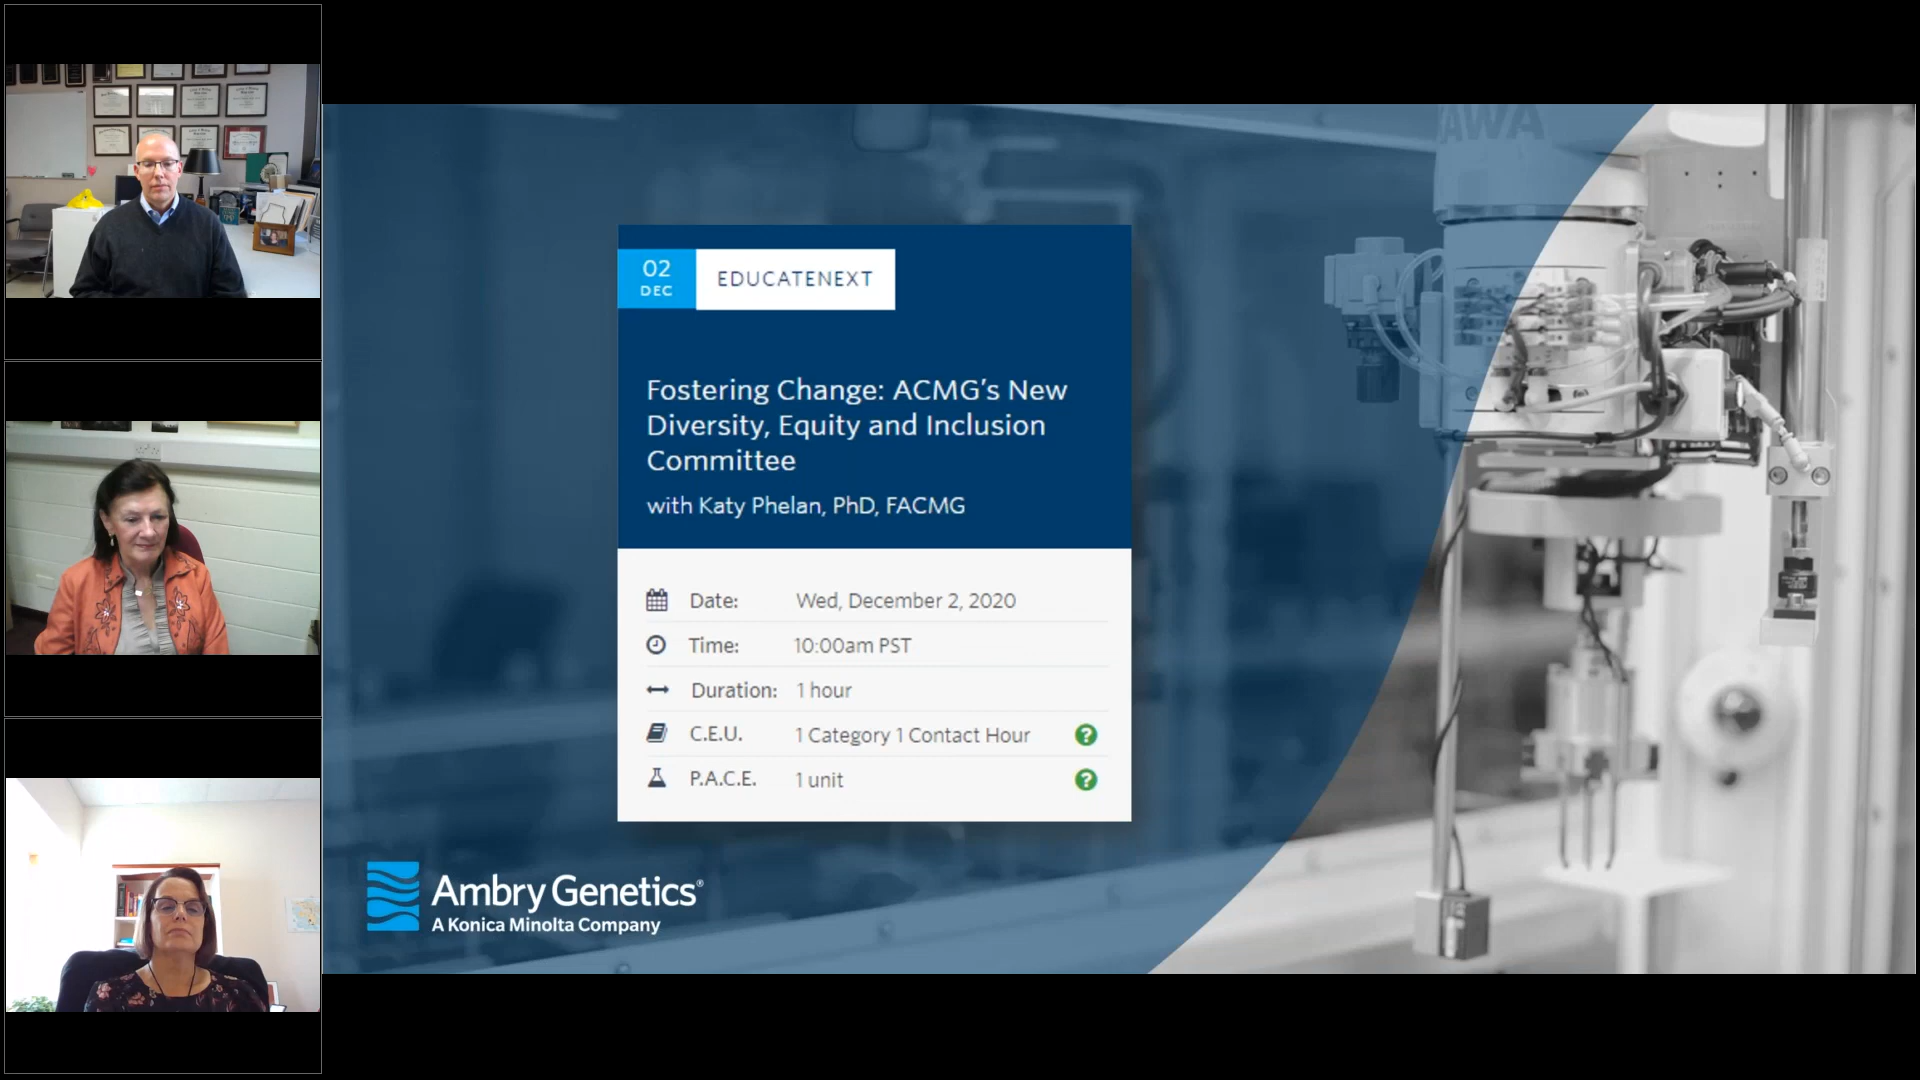 AWA
02
DEC
EDUCATENEXT
Fostering Change: ACMG's New
Diversity, Equity and Inclusion
Committee
with Katy Phelan, PhD, FACMG
Date: Wed, December 2, 2020
Time: 10:00am PST
Duration: 1 hour
C.E.U. 1 Category 1 Contact Hour ?
P.A.C.E. 1 unit ?
Ambry Genetics®
A Konica Minolta Company